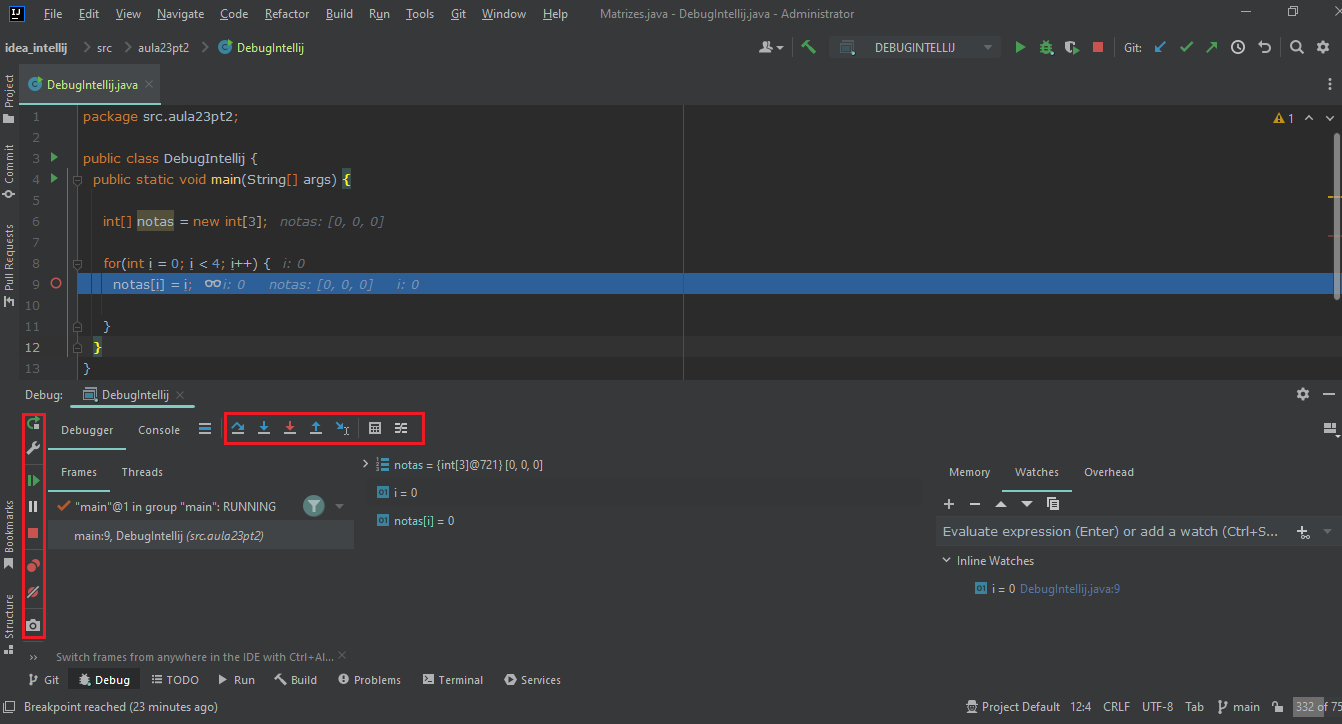 File Edit View Navigate Code Refactor Build Run Tools Git Window Help Matrizes.java - DebugIntellij.java - Administrator
idea_intellij src aula23pt2 DebugIntellij DEBUGINTELLIJ Git:
Project
Commit
Pull Requests
Bookmarks
Structure
DebugIntellij.java
1 package src.aula23pt2; 1
2
3 public class DebugIntellij {
4 public static void main(String[] args) {
5
6 int[] notas = new int[3]; notas: [0, 0, 0]
7
8 for(int i = 0; i < 4; i++) { i: 0
9 notas[i] = i; i: 0 notas: [0, 0, 0] i: 0
10
11 }
12 }
13 }
Debug: DebugIntellij
Debugger Console
Frames Threads
"main"@1 in group "main": RUNNING
main:9, DebugIntellij (src.aula23pt2)
notas = {int[3]@721} [0, 0, 0]
i = 0
notas[i] = 0
Memory Watches Overhead
Evaluate expression (Enter) or add a watch (Ctrl+S...
Inline Watches
i = 0 DebugIntellij.java:9
Switch frames from anywhere in the IDE with Ctrl+Al...
Git Debug TODO Run Build Problems Terminal Services
Breakpoint reached (23 minutes ago) Project Default 12:4 CRLF UTF-8 Tab main 332 of 75